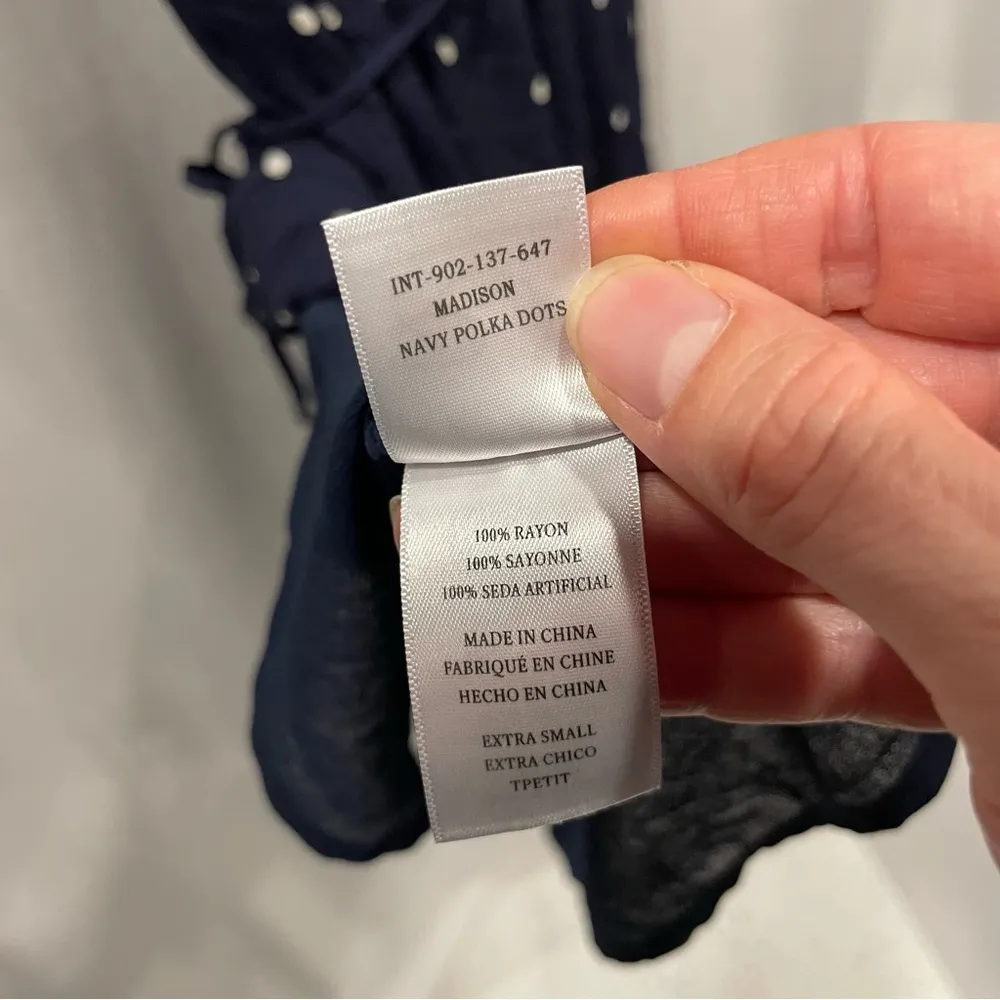 INT-902-137-647
MADISON
NAVY POLKA DOTS
100% RAYON
100% SAYONNE
100% SEDA ARTIFICIAL
MADE IN CHINA
FABRIQUÉ EN CHINE
HECHO EN CHINA
EXTRA SMALL
EXTRA CHICO
TPETIT